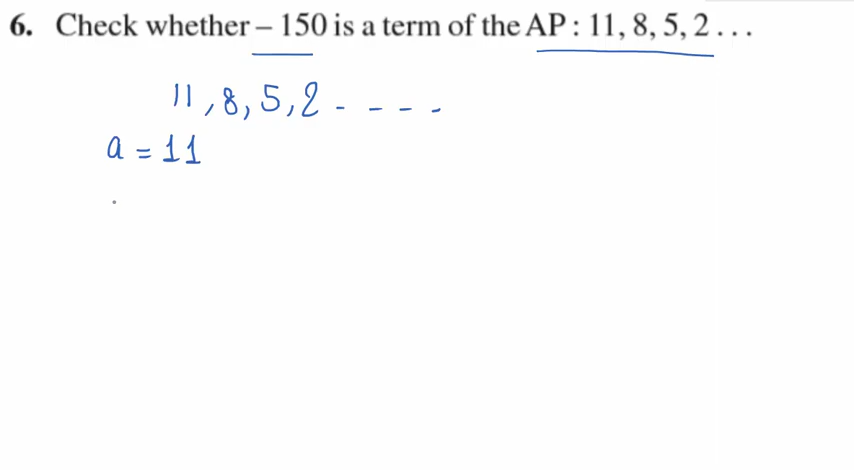 6. Check whether – 150 is a term of the AP : 11, 8, 5, 2 . . .
11, 8, 5, 2 - - - -
a = 11